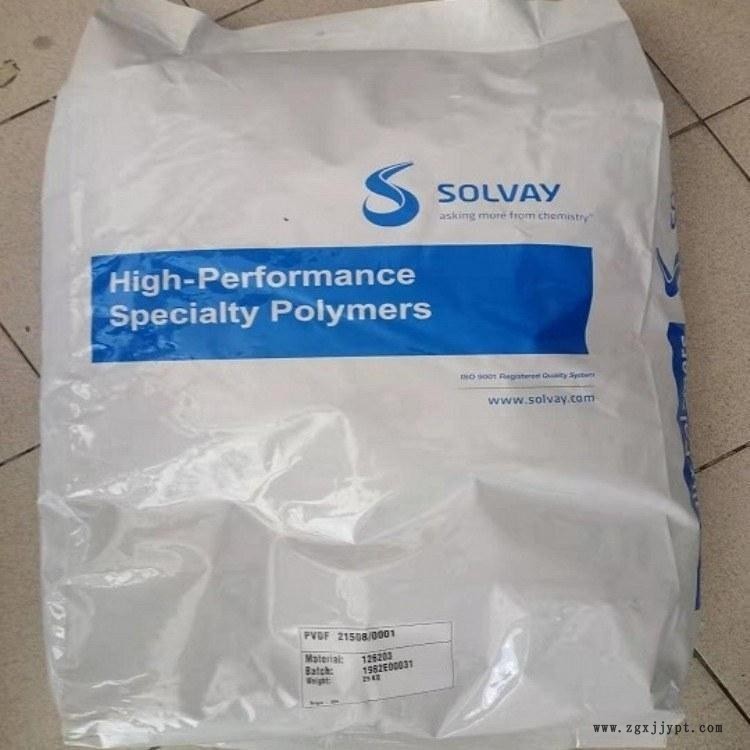 SOLVAY
asking more from chemistry®
High-Performance
Specialty Polymers
ISO 9001 Registered Quality System
www.solvay.com
PVDF 21508/0001
Material: 126203
Batch: 1982E00031
Weight: 25 KG
www.zgxjjypt.com